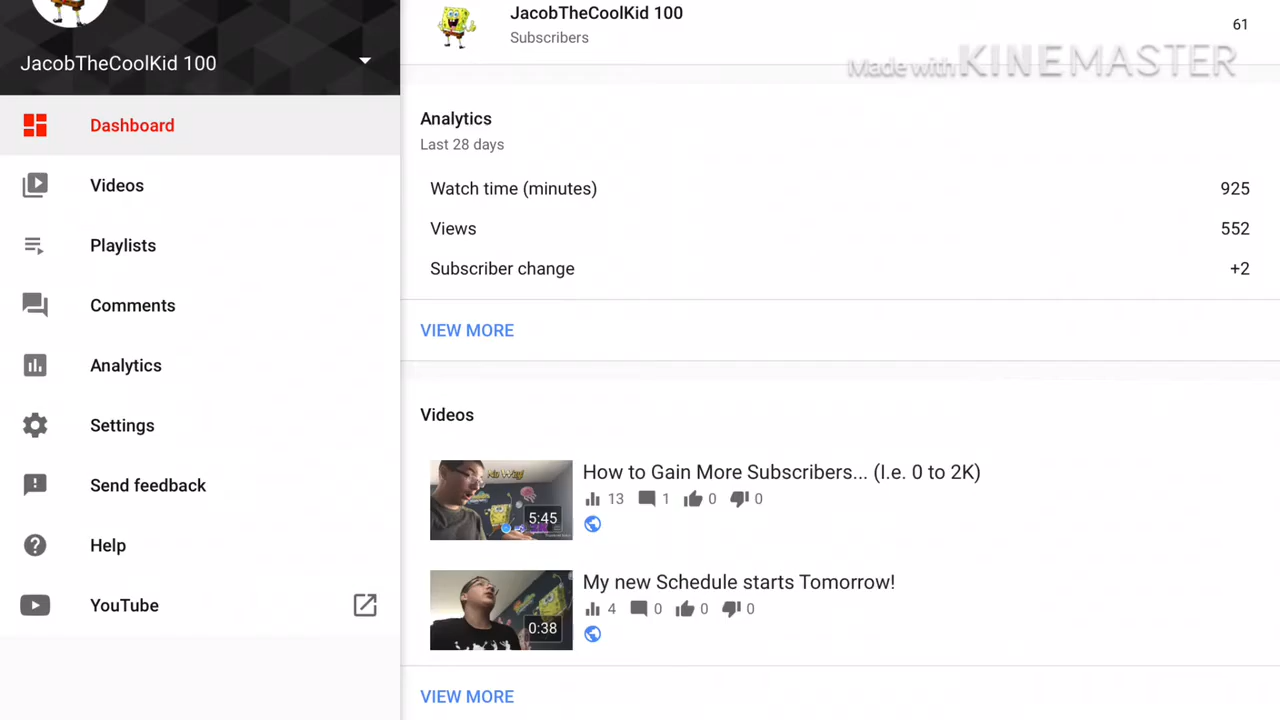 JacobTheCoolKid 100
Dashboard
Videos
Playlists
Comments
Analytics
Settings
Send feedback
Help
YouTube
JacobTheCoolKid 100
Subscribers
61
Made with KINEMASTER
Analytics
Last 28 days
Watch time (minutes) 925
Views 552
Subscriber change +2
VIEW MORE
Videos
No Way!
5:45
How to Gain More Subscribers... (I.e. 0 to 2K)
13 1 0 0
0:38
My new Schedule starts Tomorrow!
4 0 0 0
VIEW MORE